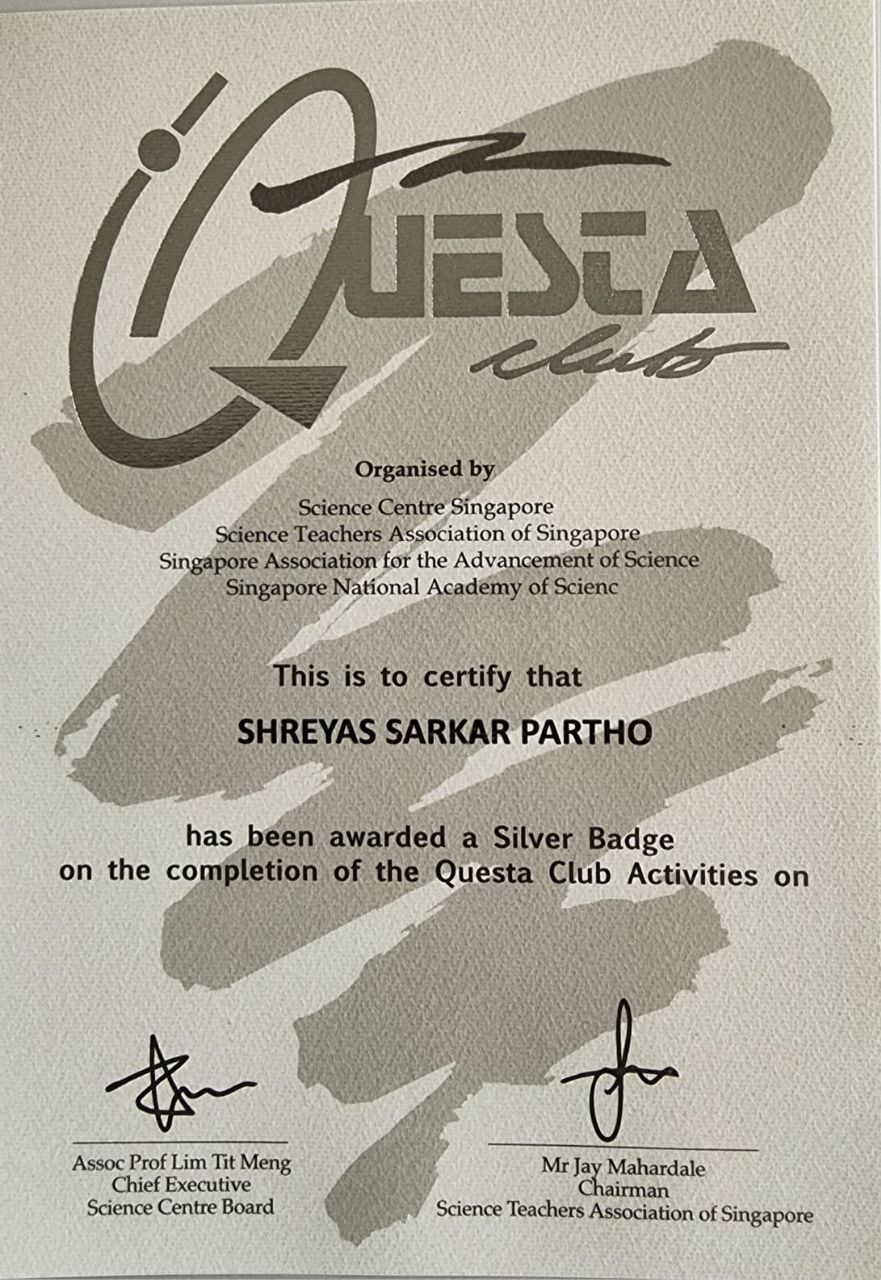 QUESTA
club
Organised by
Science Centre Singapore
Science Teachers Association of Singapore
Singapore Association for the Advancement of Science
Singapore National Academy of Scienc
This is to certify that
SHREYAS SARKAR PARTHO
has been awarded a Silver Badge
on the completion of the Questa Club Activities on
Assoc Prof Lim Tit Meng
Chief Executive
Science Centre Board
Mr Jay Mahardale
Chairman
Science Teachers Association of Singapore